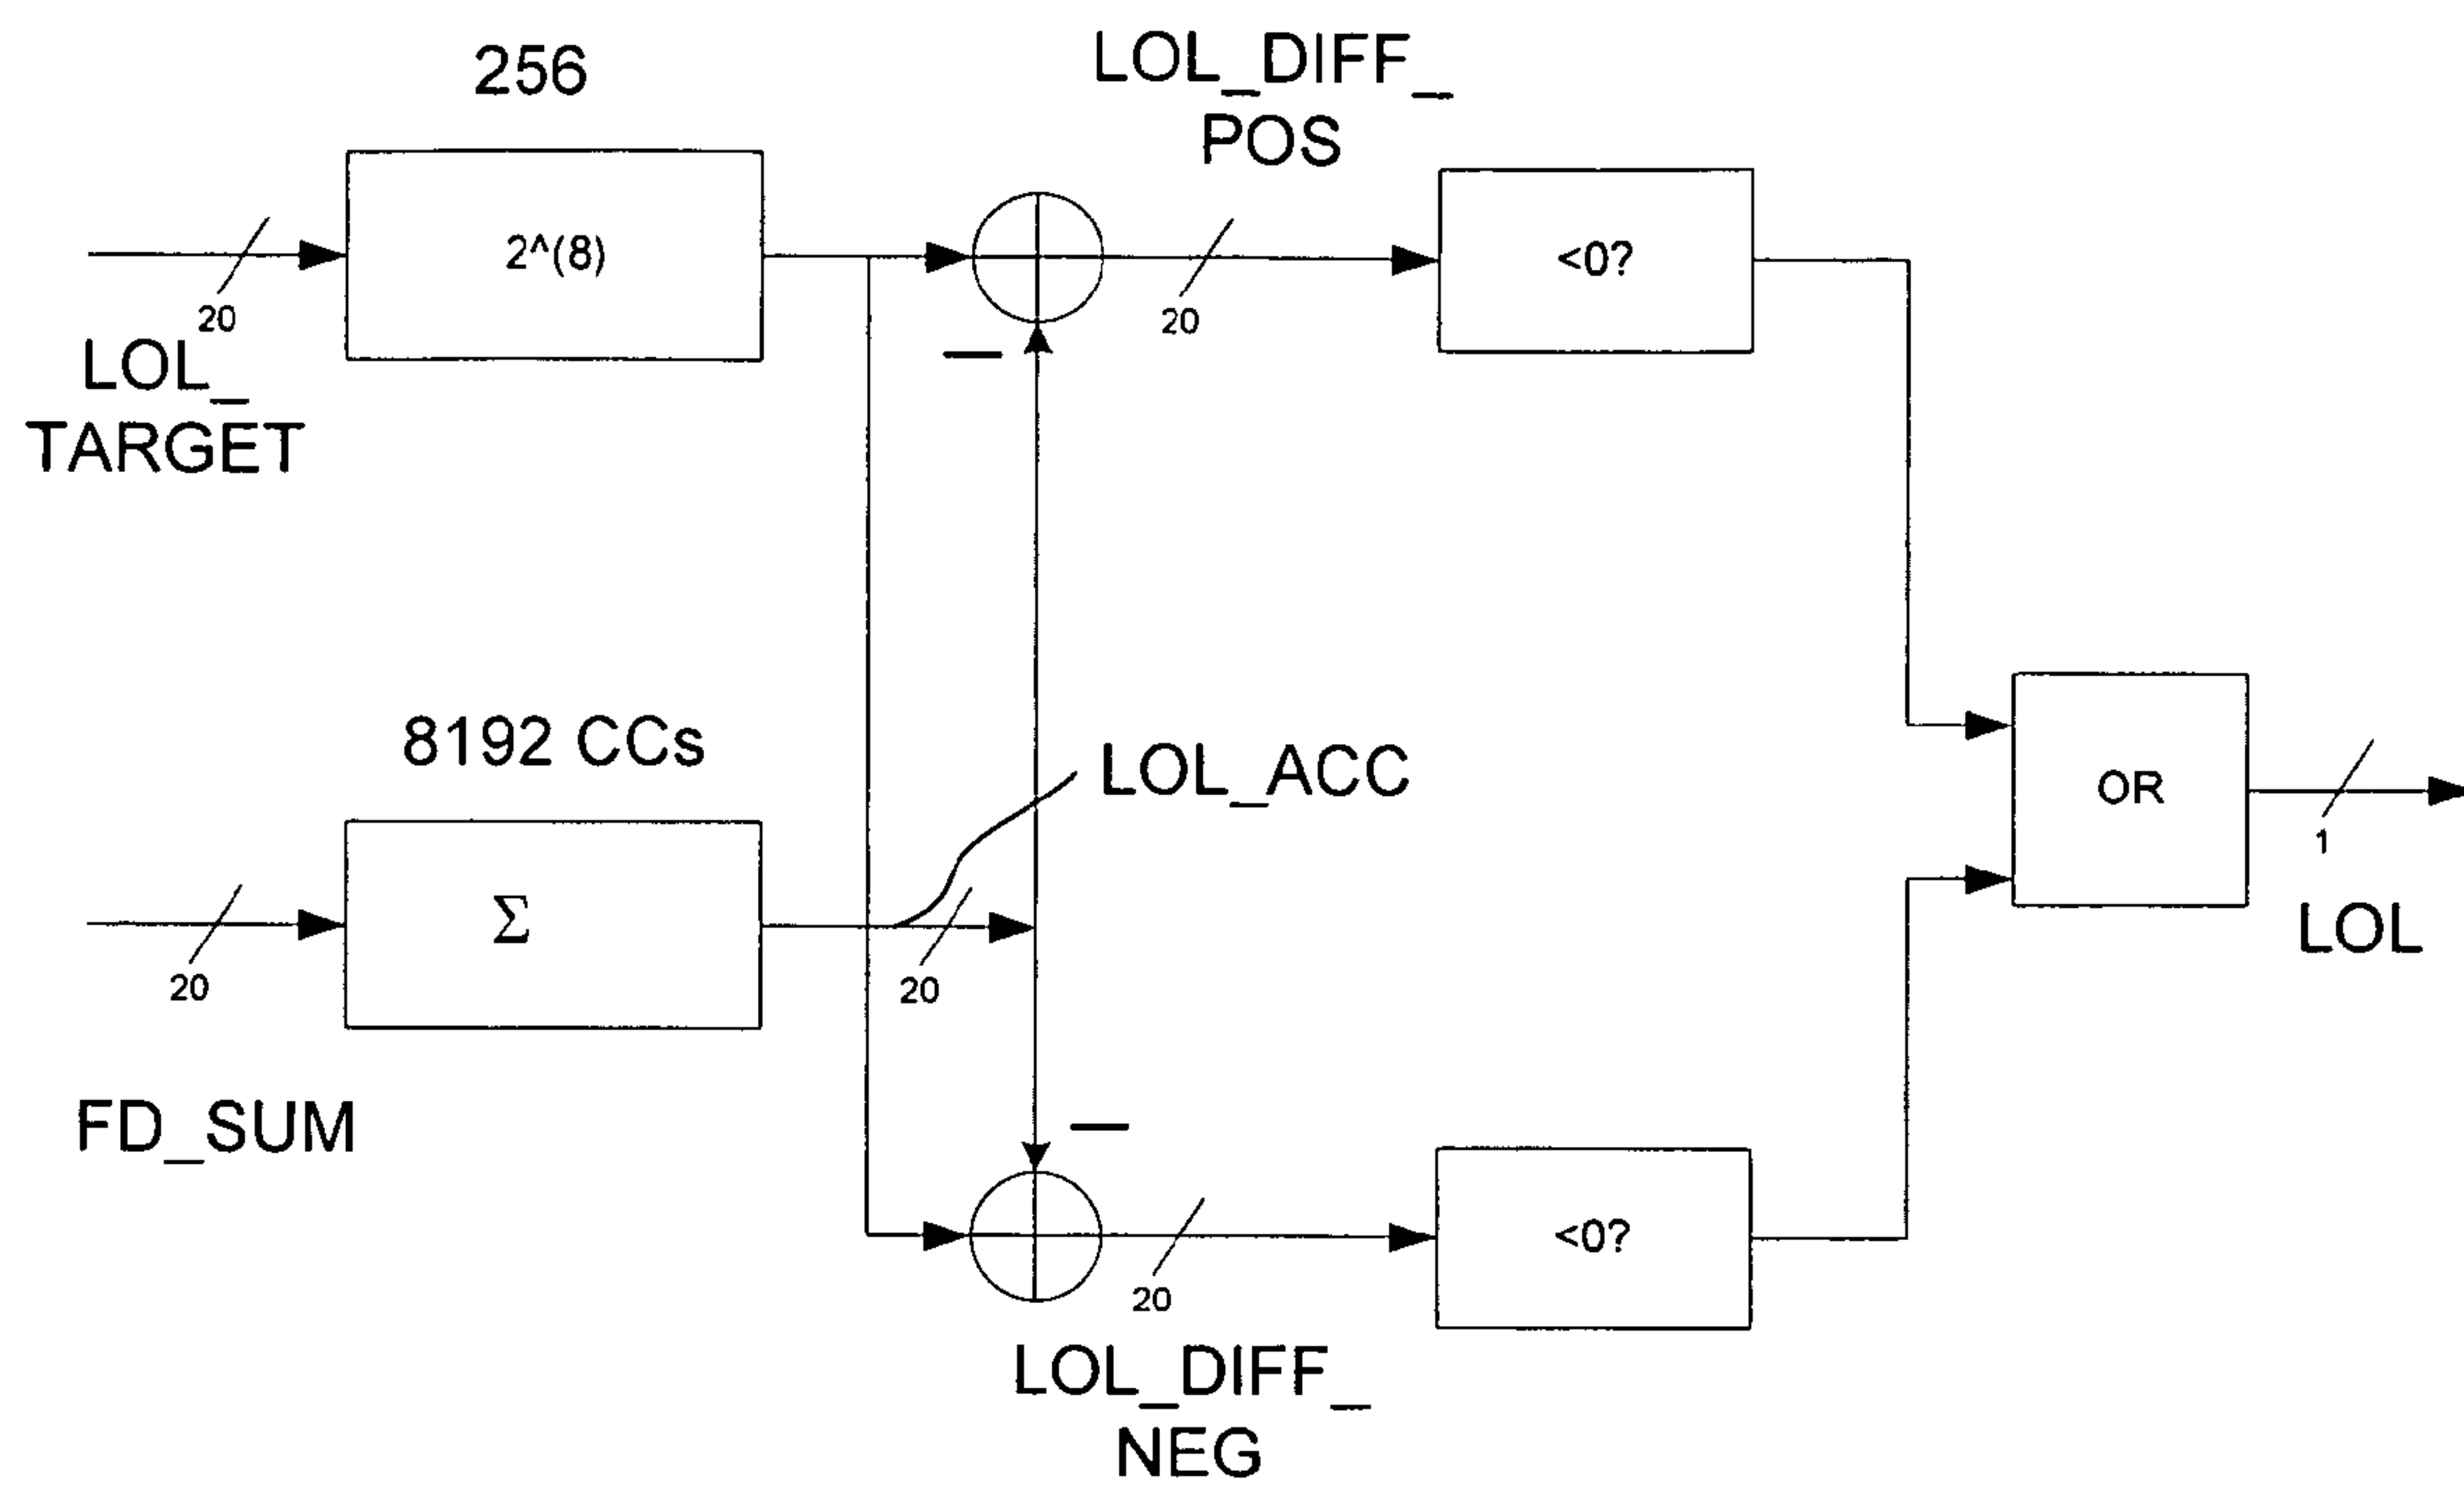 256
LOL_DIFF_
POS
2^(8)
<0?
20
20
LOL_
TARGET
8192 CCs
LOL_ACC
OR
Σ
1
LOL
20
20
FD_SUM
—
—
<0?
20
LOL_DIFF_
NEG